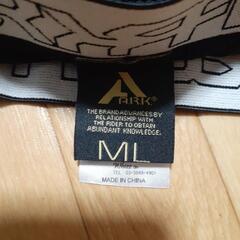 ARK
THE BRAND ADVANCES BY
RELATIONSHIP WITH
THE RIDER TO OBTAIN
ABUNDANT KNOWLEDGE.
ML
MADE IN CHINA